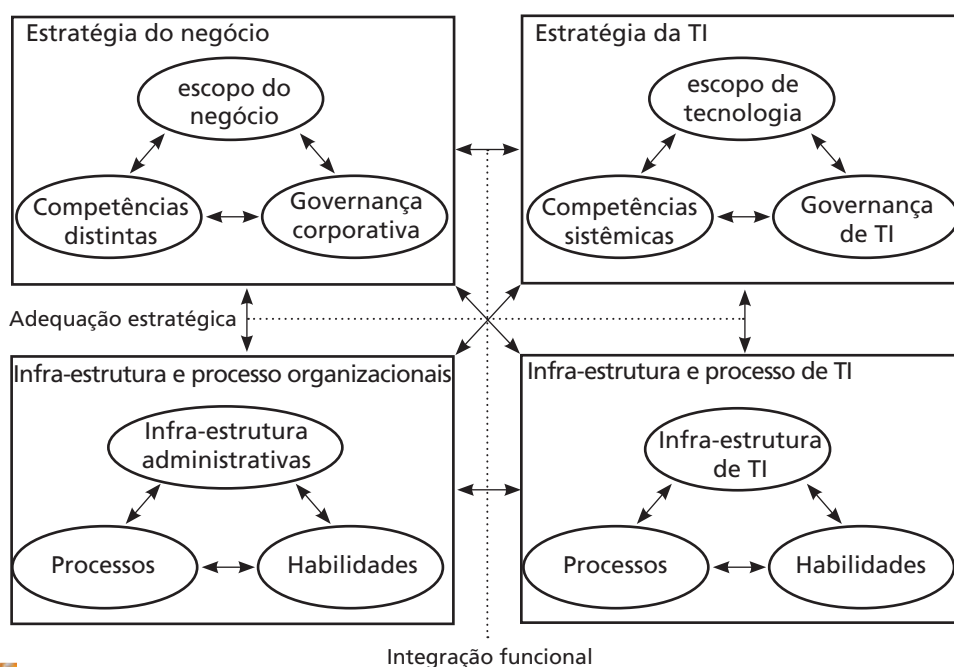 Estratégia do negócio
escopo do
negócio
Competências
distintas
Governança
corporativa
Estratégia da TI
escopo de
tecnologia
Competências
sistêmicas
Governança
de TI
Adequação estratégica
Infra-estrutura e processo organizacionais
Infra-estrutura
administrativas
Processos
Habilidades
Infra-estrutura e processo de TI
Infra-estrutura
de TI
Processos
Habilidades
Integração funcional